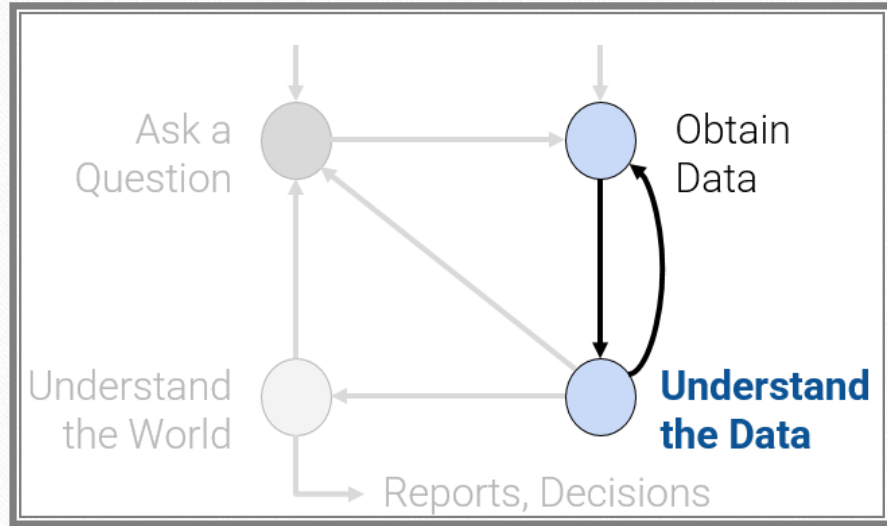 Ask a
Question
Obtain
Data
Understand
the World
Understand
the Data
Reports, Decisions